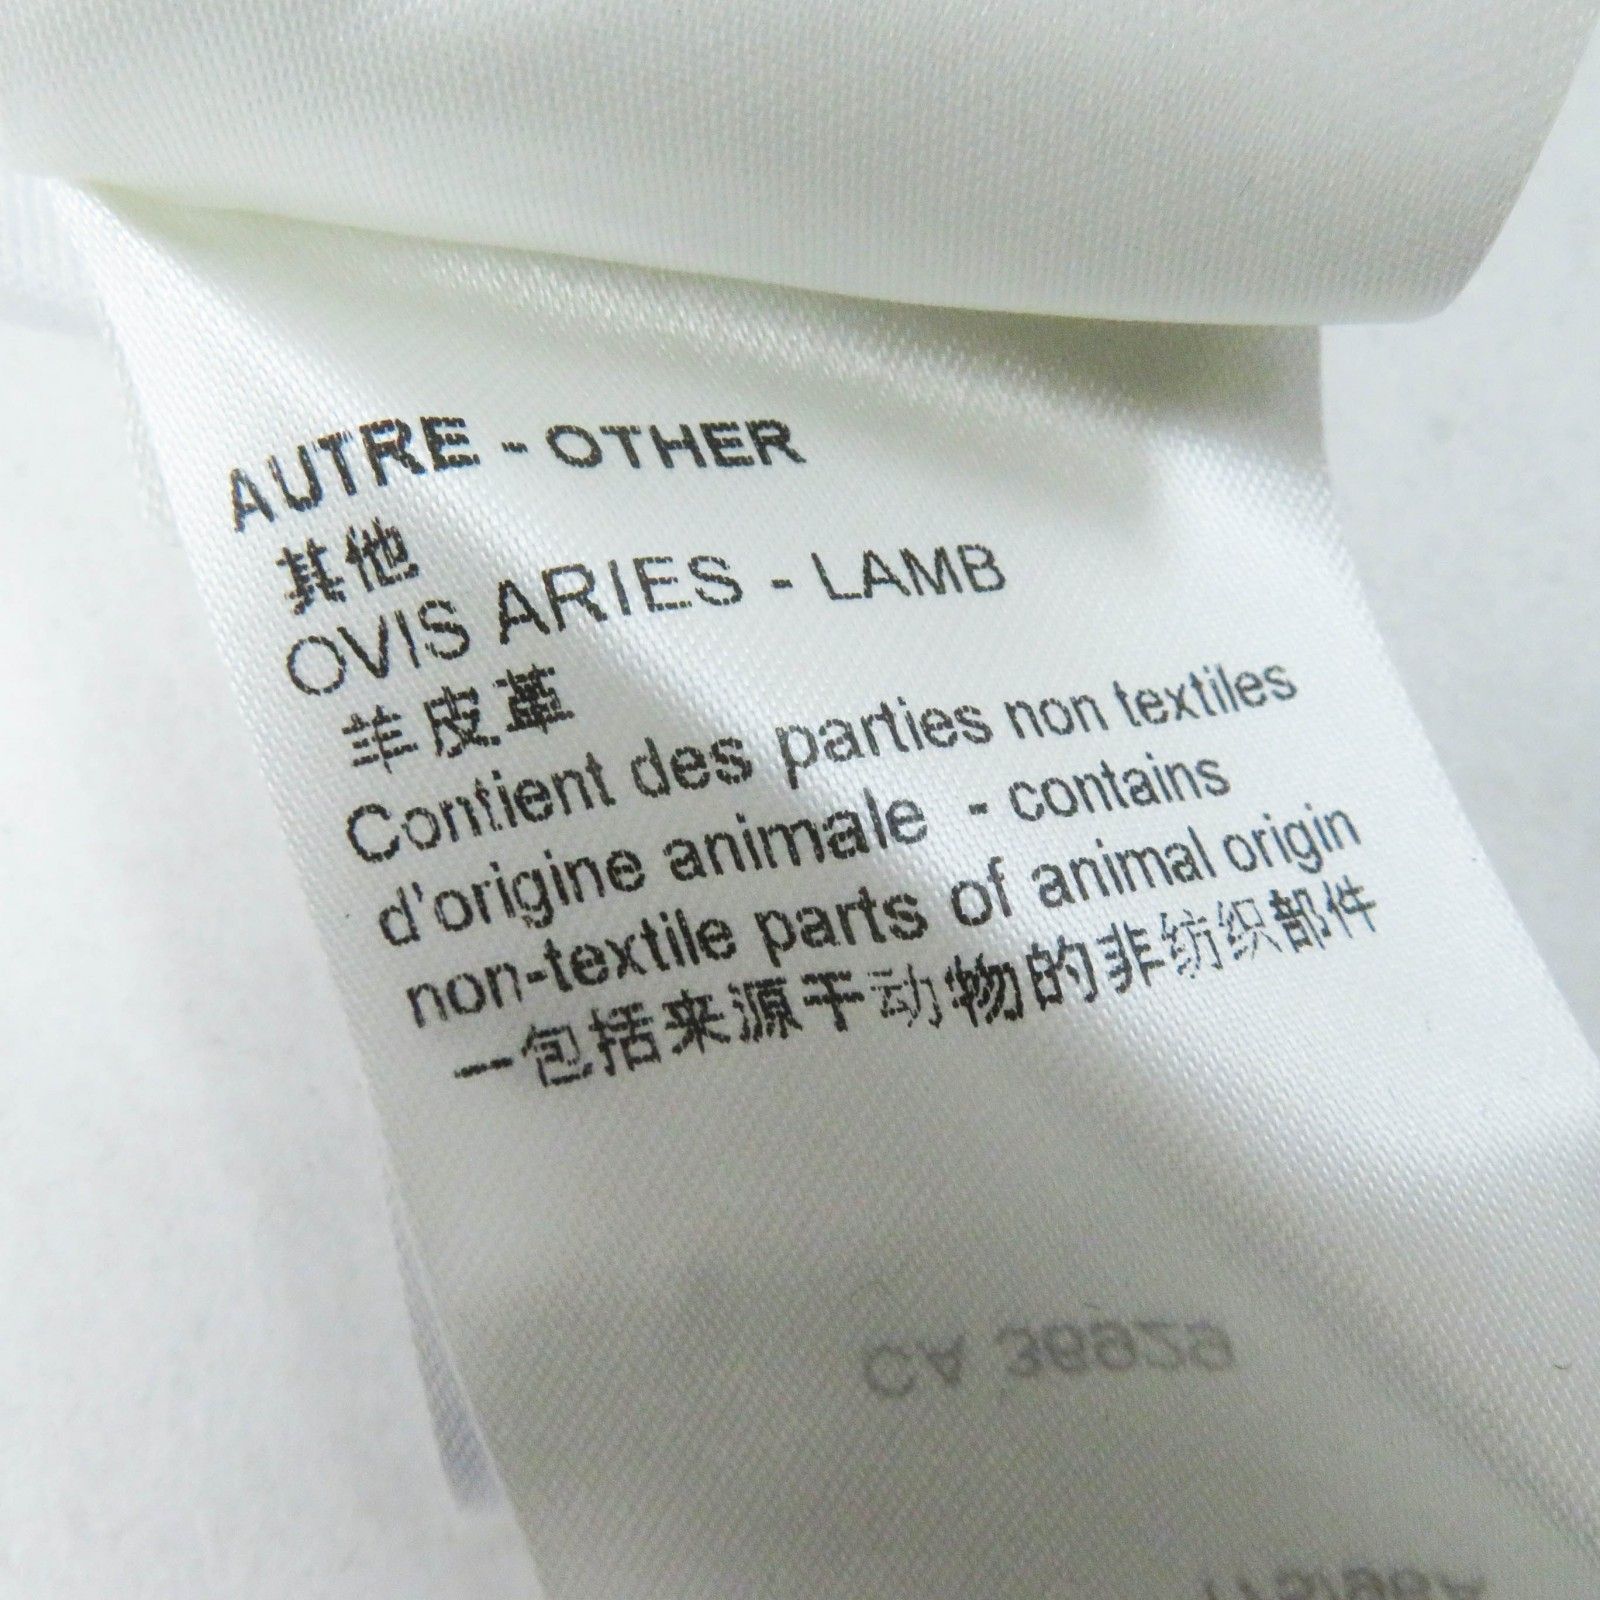 AUTRE - OTHER
其他
OVIS ARIES - LAMB
羊皮革
Contient des parties non textiles
d'origine animale - contains
non-textile parts of animal origin
一包括来源于动物的非纺织部件
CA 36929